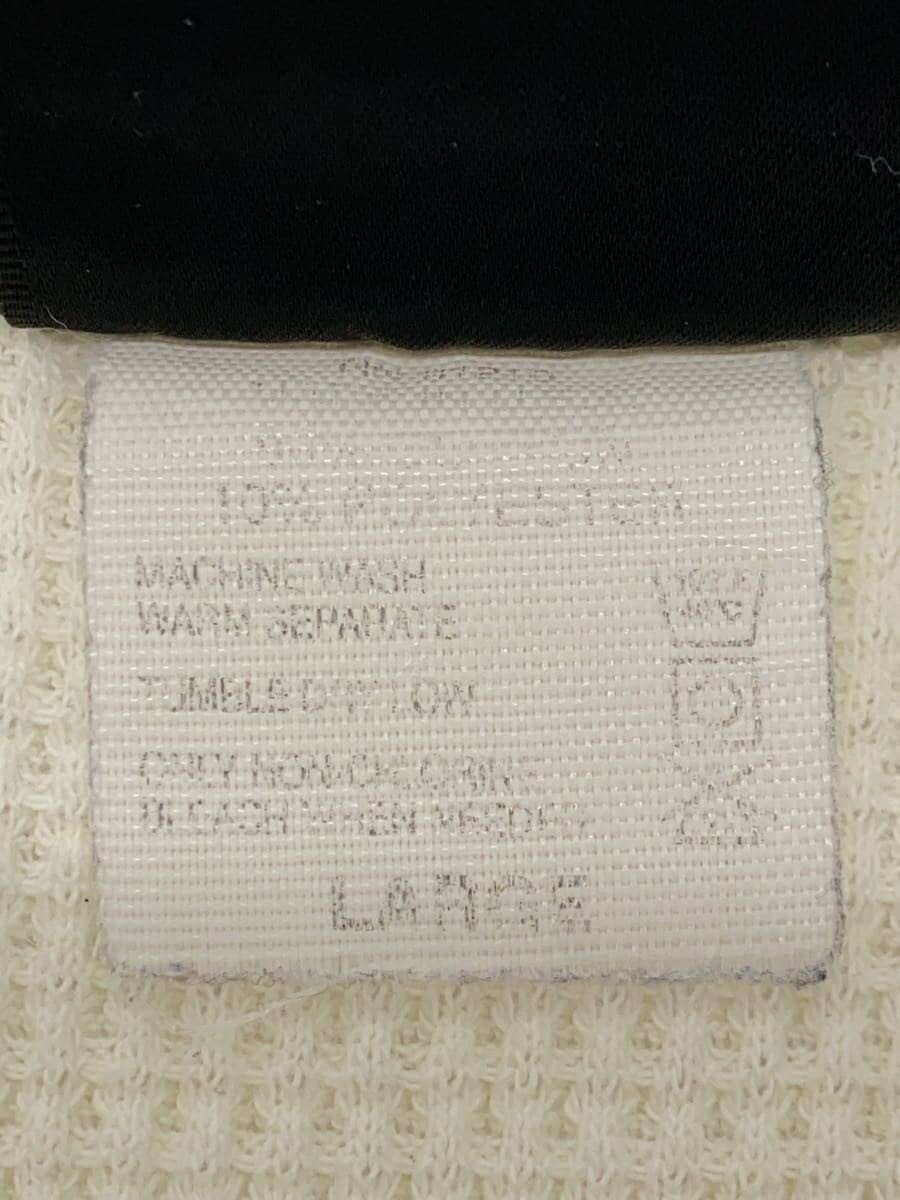 10% POLYESTER
MACHINE WASH
WARM SEPARATE
TUMBLE DRY LOW
ONLY NON-CHLORINE
BLEACH WHEN NEEDED
LARGE